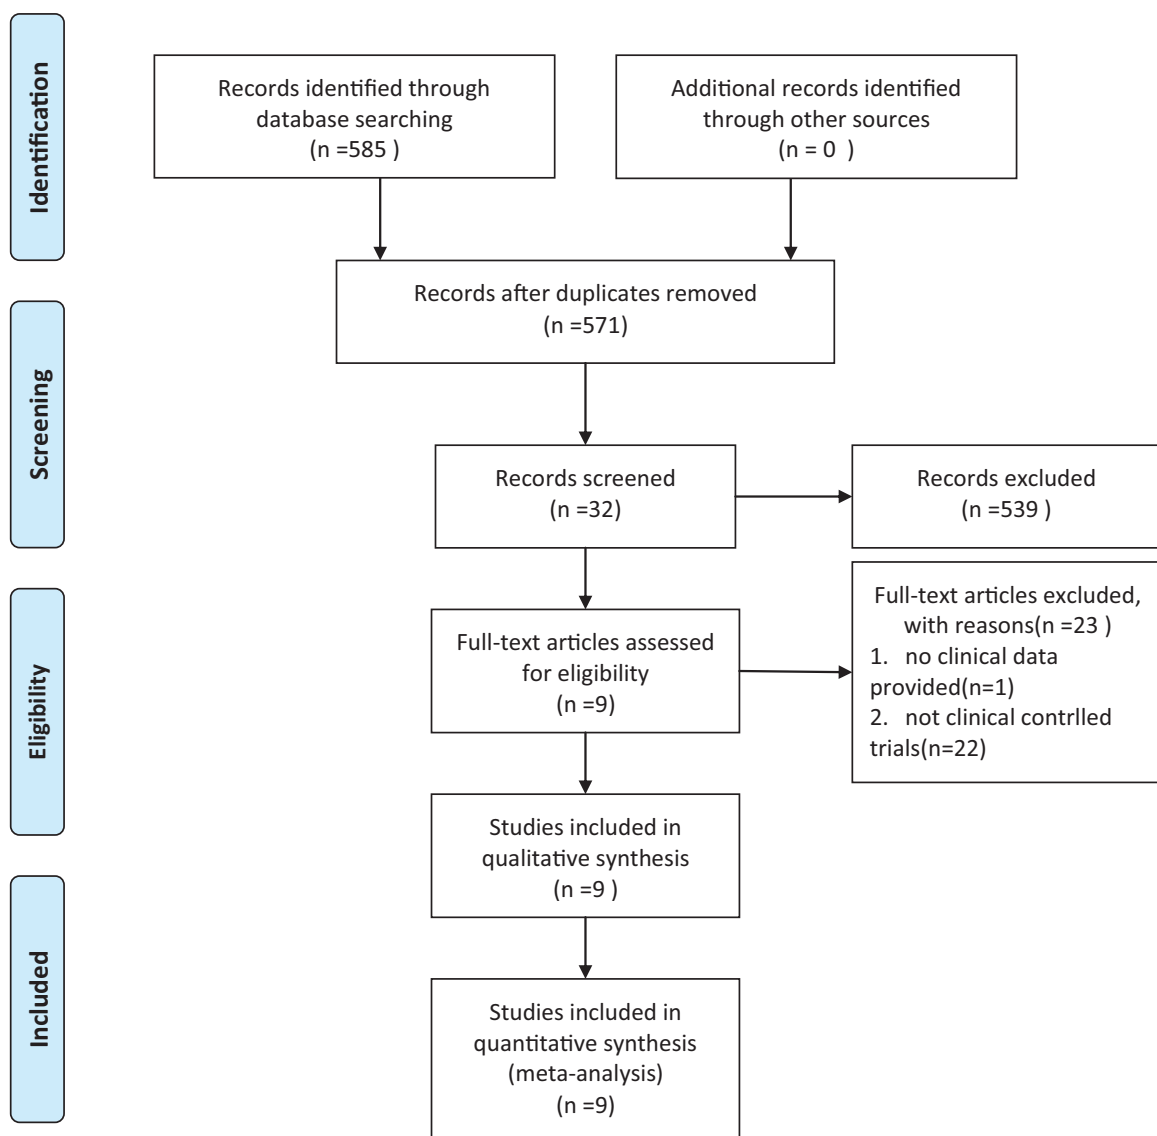 Identification
Records identified through
database searching
(n =585 )
Additional records identified
through other sources
(n = 0 )
Records after duplicates removed
(n =571)
Screening
Records screened
(n =32)
Records excluded
(n =539 )
Eligibility
Full-text articles assessed
for eligibility
(n =9)
Full-text articles excluded,
with reasons(n =23 )
1. no clinical data
provided(n=1)
2. not clinical contrlled
trials(n=22)
Studies included in
qualitative synthesis
(n =9 )
Included
Studies included in
quantitative synthesis
(meta-analysis)
(n =9)